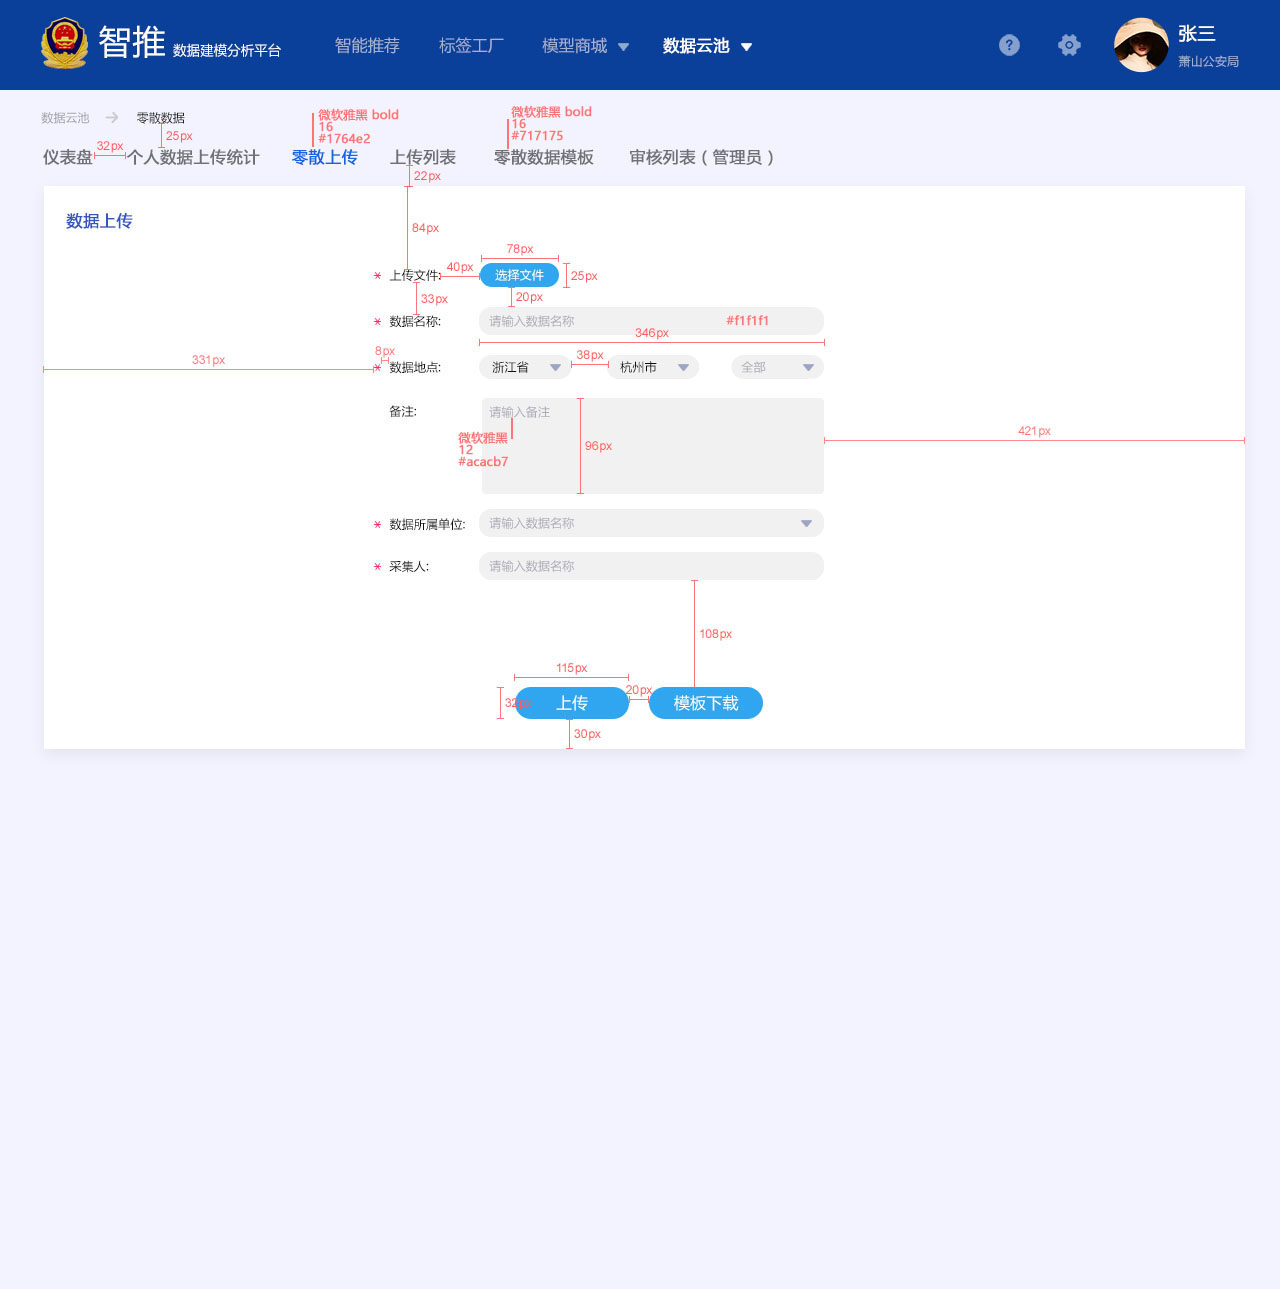 智推 数据建模分析平台 智能推荐 标签工厂 模型商城 数据云池 ? 张三
萧山公安局
数据云池 零散数据
微软雅黑 bold
16
#1764e2
微软雅黑 bold
16
#717175
25px
32px
仪表盘 个人数据上传统计 零散上传 上传列表 零散数据模板 审核列表（管理员）
22px
数据上传
84px
78px
40px
* 上传文件: 选择文件 25px
33px 20px
* 数据名称: 请输入数据名称 #f1f1f1
346px
331px 8px 38px
* 数据地点: 浙江省 杭州市 全部
备注: 请输入备注
微软雅黑
12
#acacb7
96px
421px
* 数据所属单位: 请输入数据名称
* 采集人: 请输入数据名称
108px
115px
20px
32px 上传 模板下载
30px